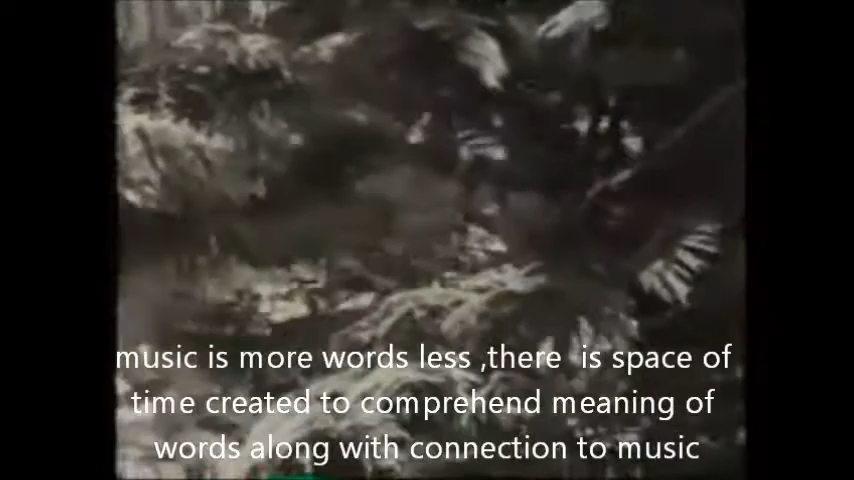 music is more words less ,there  is space of
time created to comprehend meaning of
words along with connection to music